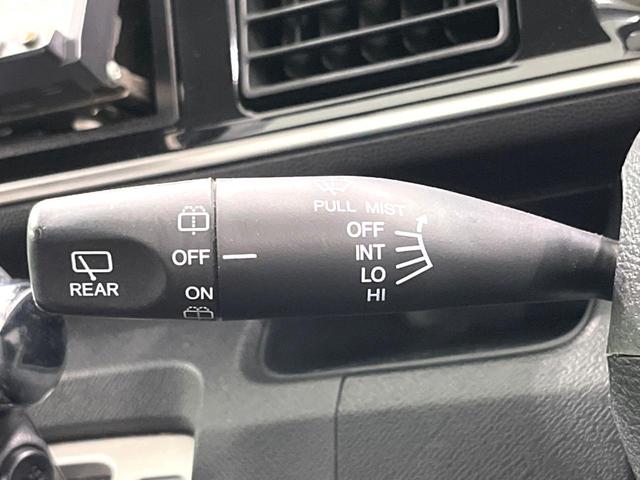 PULL MIST
OFF
INT
LO
HI
OFF
ON
REAR